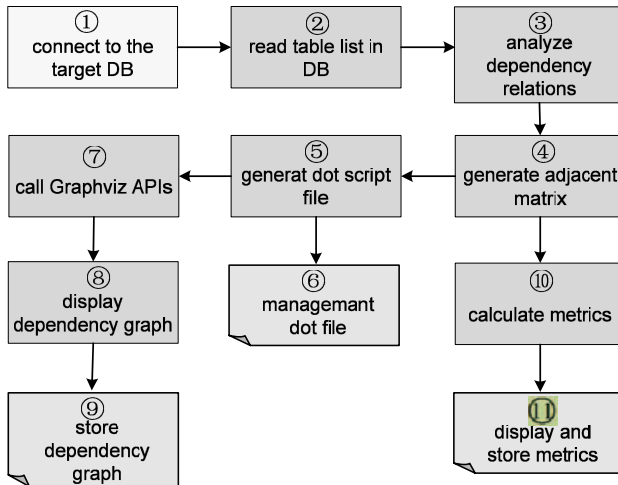 ①
connect to the
target DB
②
read table list in
DB
③
analyze
dependency
relations
⑦
call Graphviz APIs
⑤
generat dot script
file
④
generate adjacent
matrix
⑧
display
dependency graph
⑥
managemant
dot file
⑩
calculate metrics
⑨
store
dependency
graph
⑪
display and
store metrics